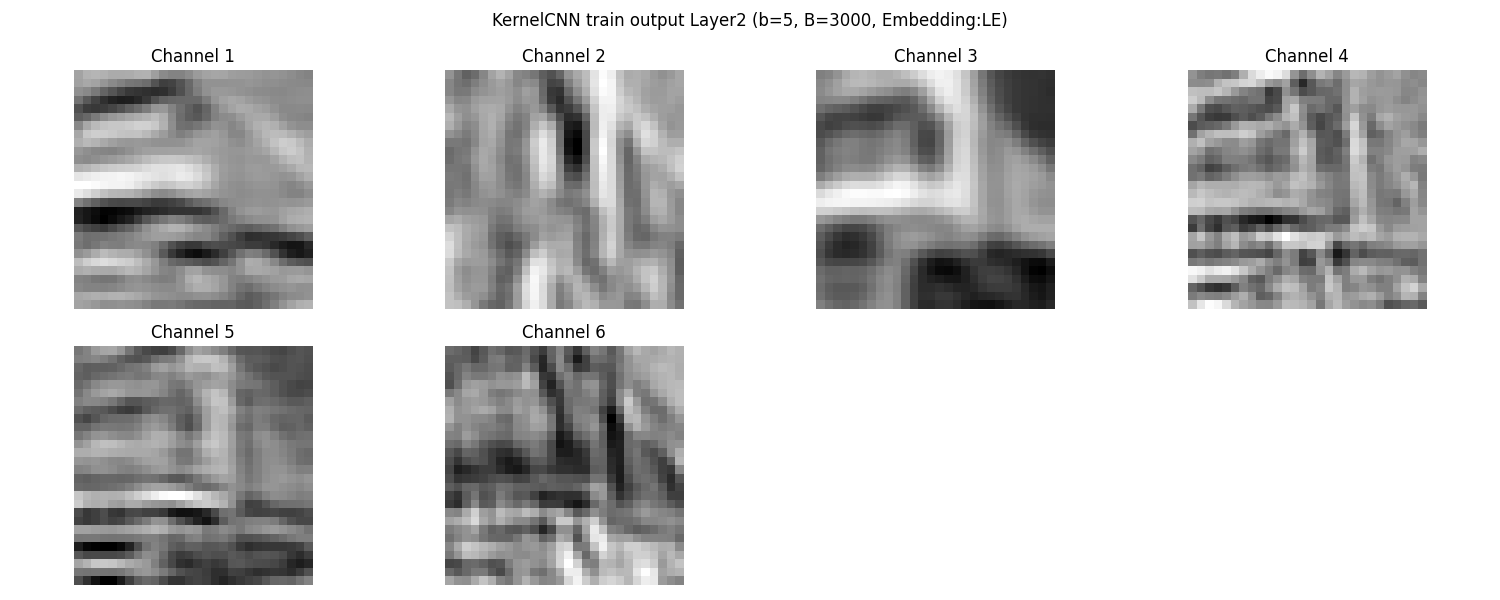 KernelCNN train output Layer2 (b=5, B=3000, Embedding:LE)
Channel 1
Channel 2
Channel 3
Channel 4
Channel 5
Channel 6